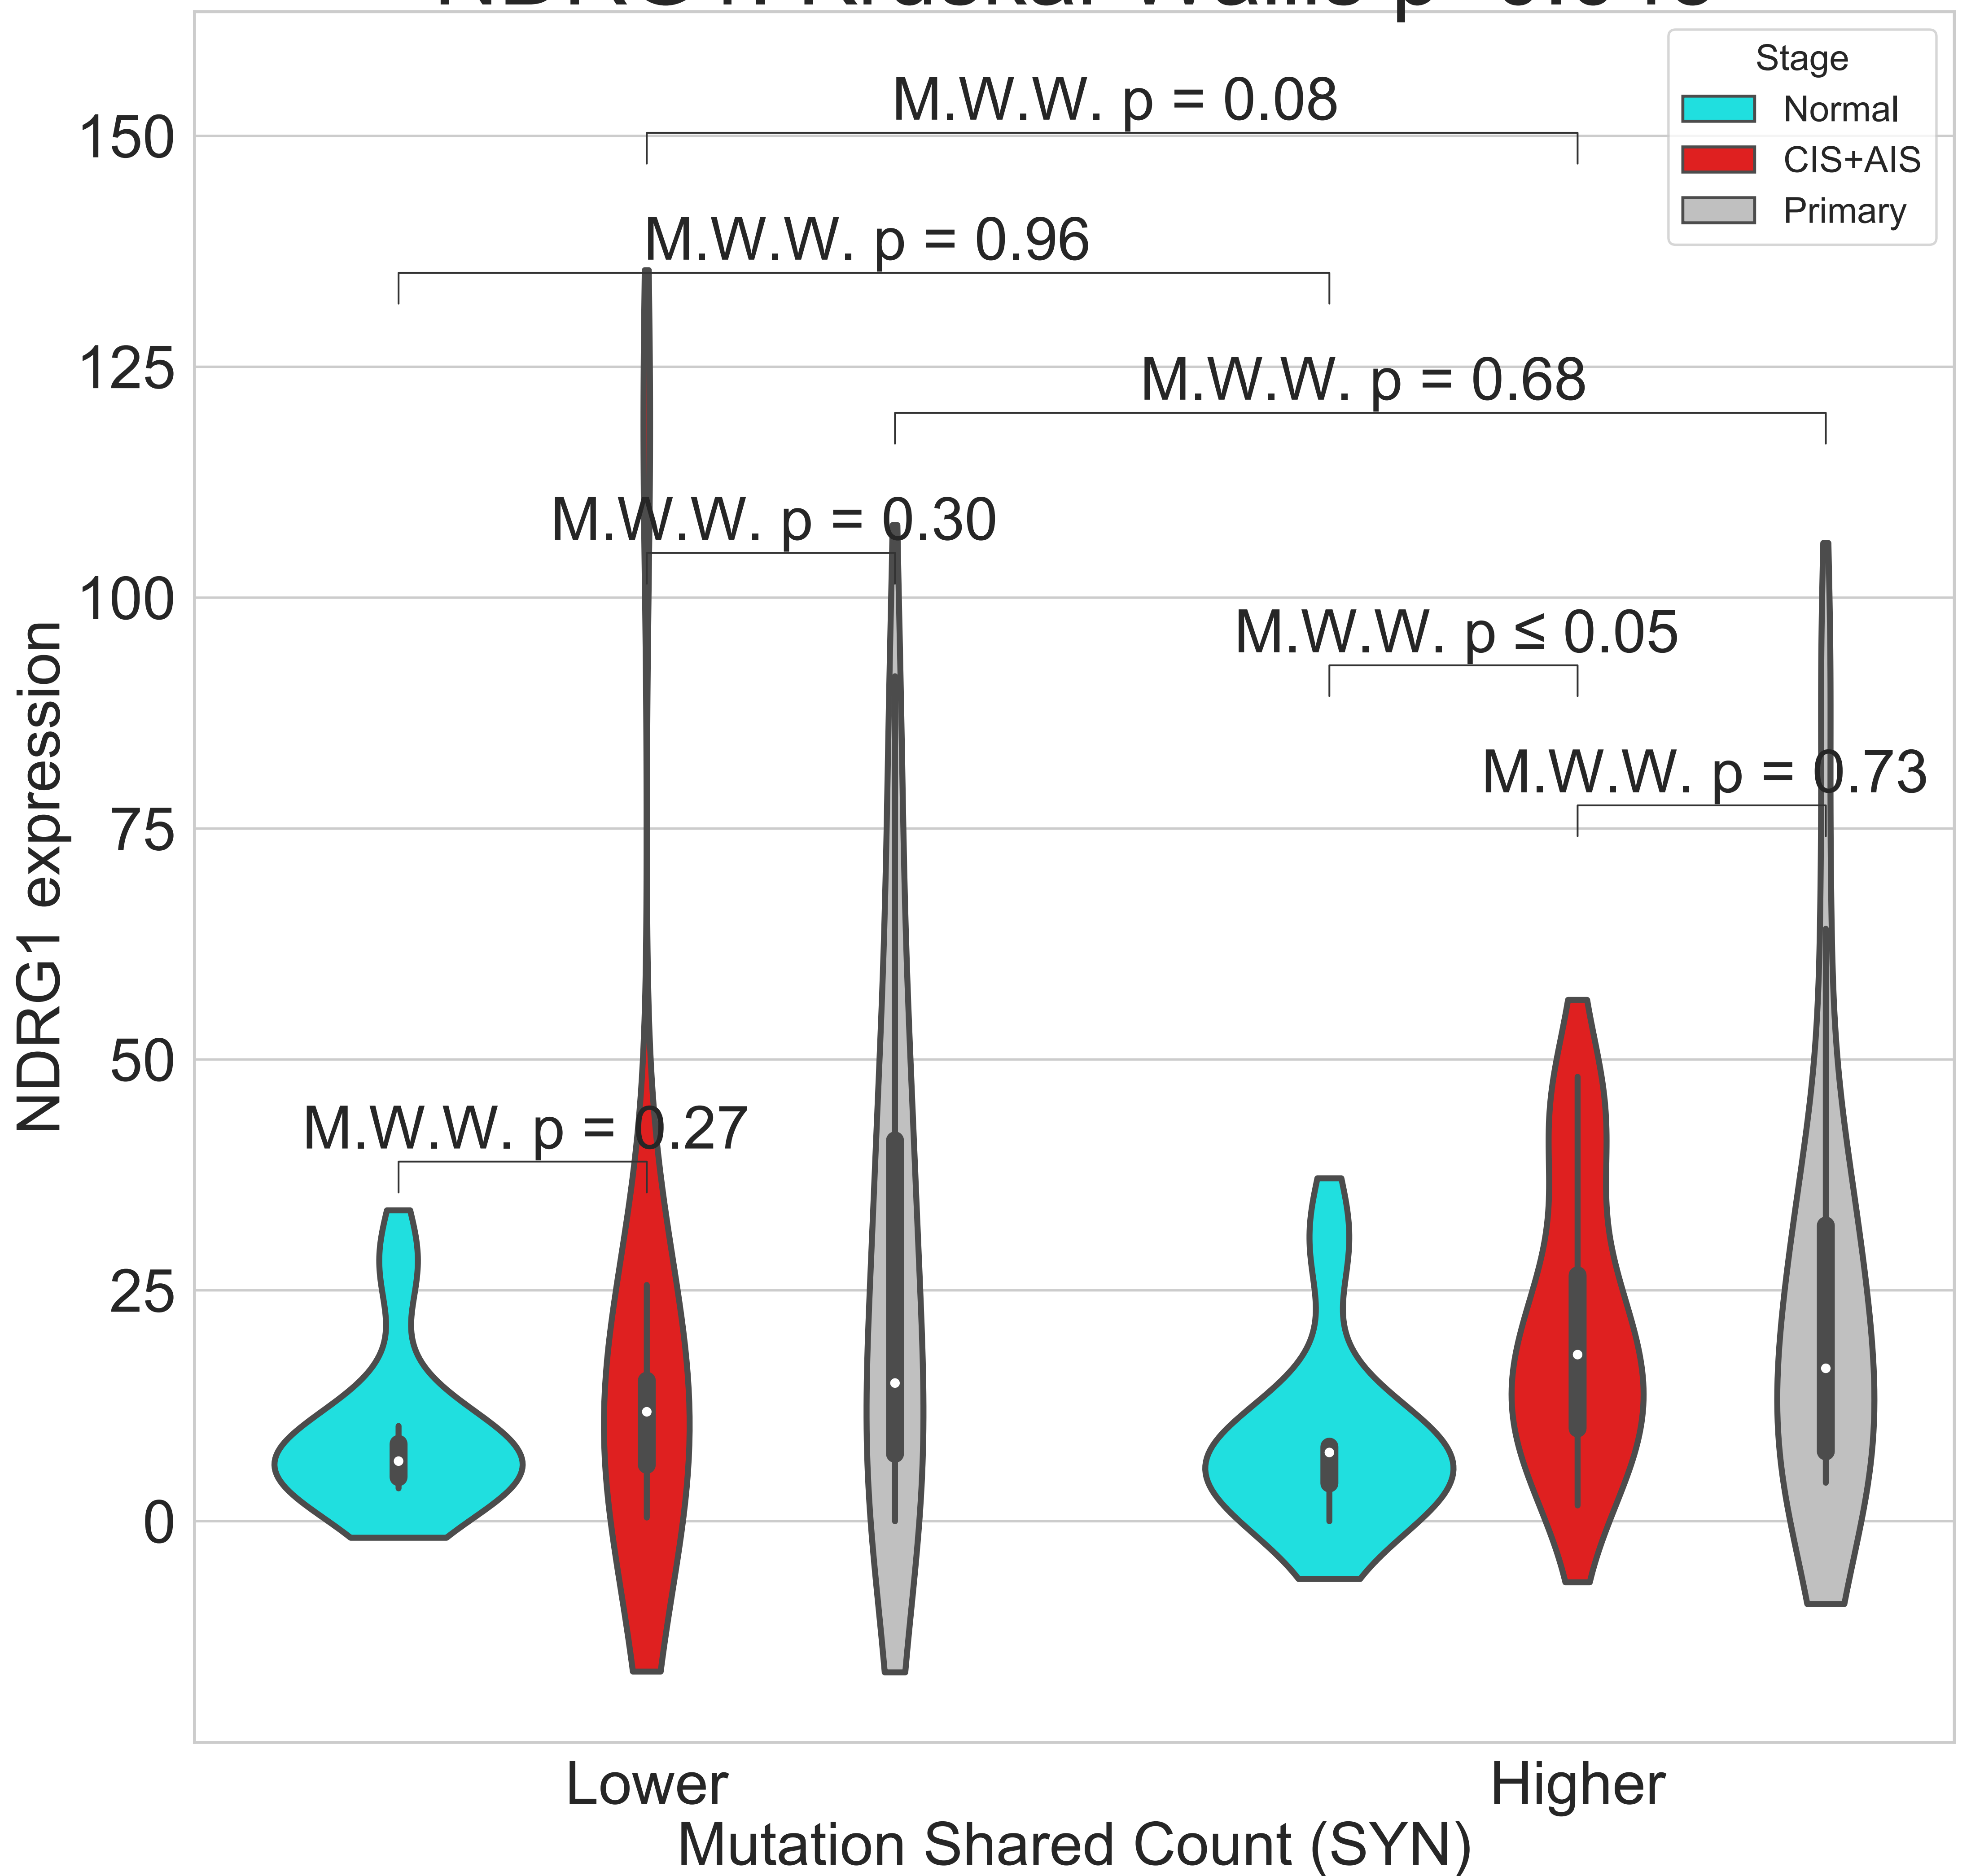 Stage
Normal
CIS+AIS
Primary
M.W.W. p = 0.08
M.W.W. p = 0.96
M.W.W. p = 0.68
M.W.W. p = 0.30
M.W.W. p ≤ 0.05
M.W.W. p = 0.73
M.W.W. p = 0.27
150
125
100
75
50
25
0
NDRG1 expression
Lower
Higher
Mutation Shared Count (SYN)